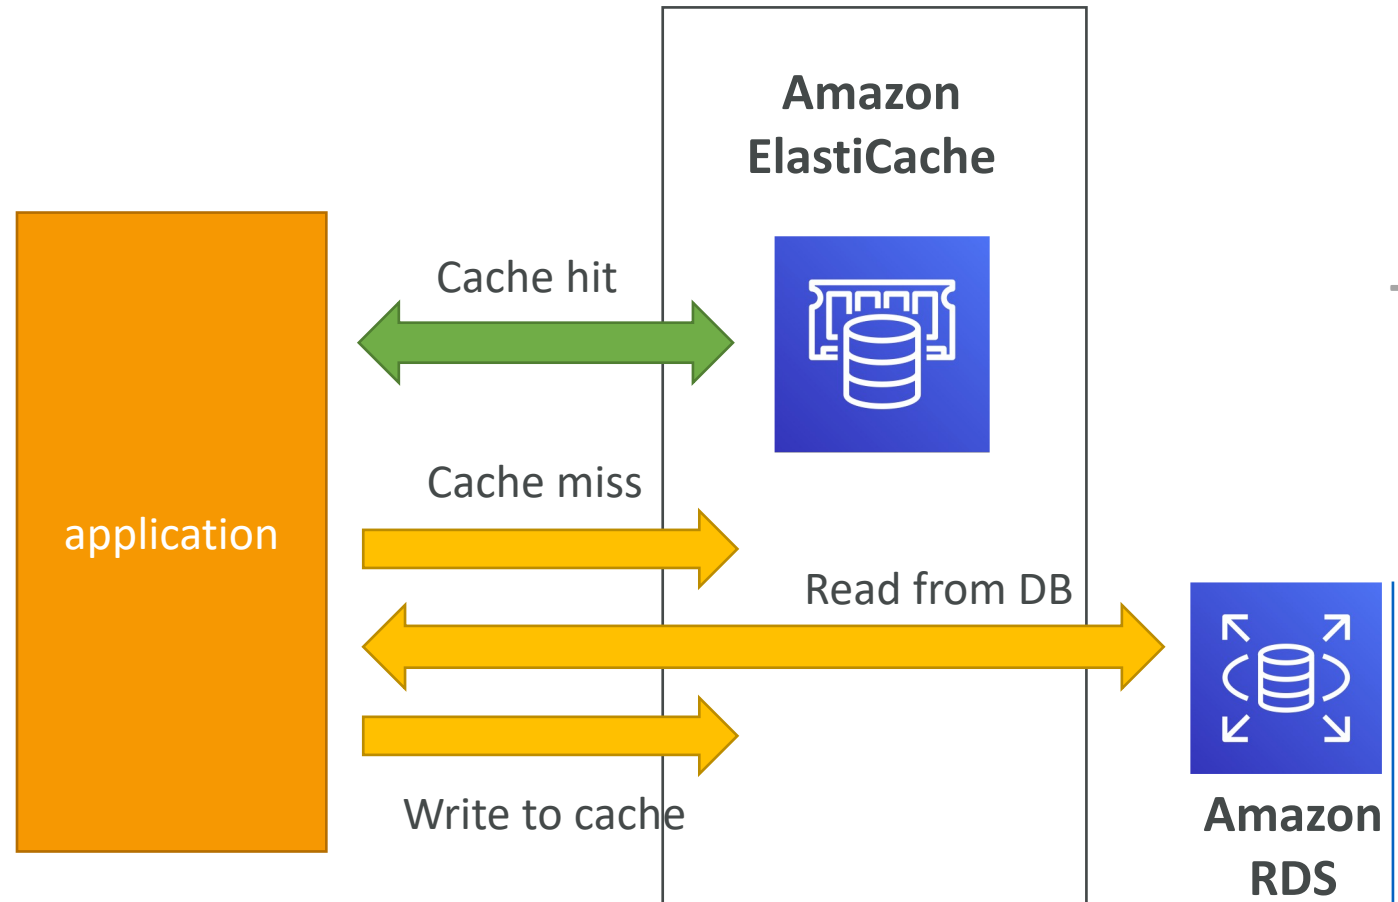 Amazon
ElastiCache
Cache hit
Cache miss
application
Read from DB
Write to cache
Amazon
RDS